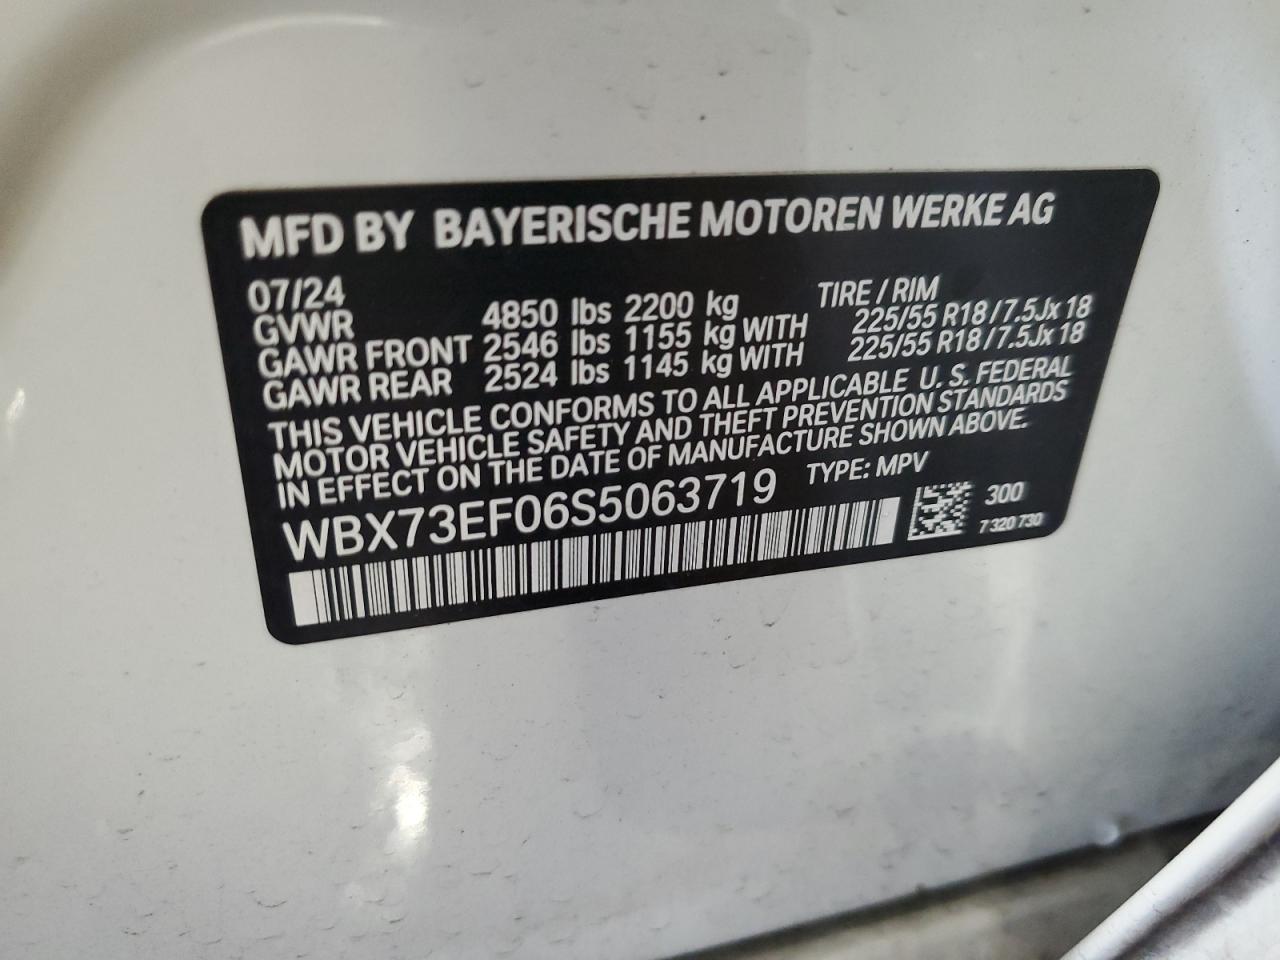 MFD BY BAYERISCHE MOTOREN WERKE AG
07/24 TIRE / RIM
GVWR 4850 lbs 2200 kg
GAWR FRONT 2546 lbs 1155 kg WITH 225/55 R18/7.5Jx18
GAWR REAR 2524 lbs 1145 kg WITH 225/55 R18/7.5Jx18
THIS VEHICLE CONFORMS TO ALL APPLICABLE U. S. FEDERAL
MOTOR VEHICLE SAFETY AND THEFT PREVENTION STANDARDS
IN EFFECT ON THE DATE OF MANUFACTURE SHOWN ABOVE.
WBX73EF06S5063719 TYPE: MPV
300
7 320 730